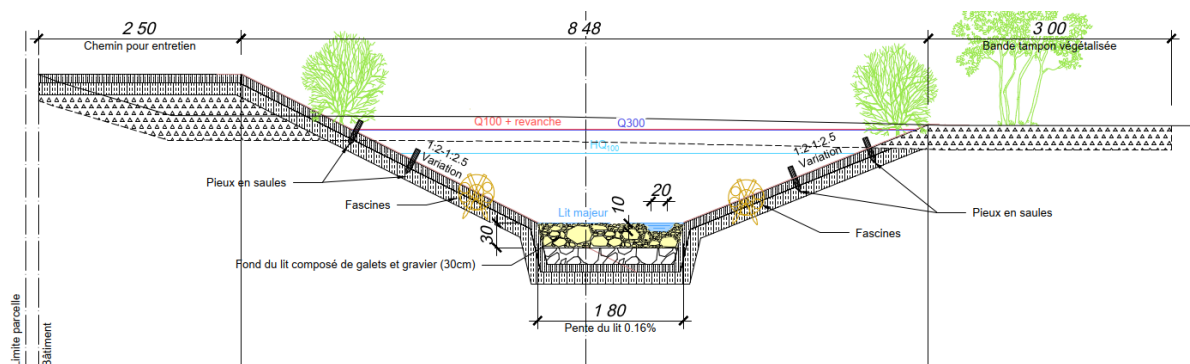 2 50
8 48
3 00
Chemin pour entretien
Bande tampon végétalisée
Q100 + revanche
Q300
HQ100
1:2-1:2.5
Variation
1:2-1:2.5
Variation
Pieux en saules
Fascines
Lit majeur
10
20
30
Pieux en saules
Fascines
Fond du lit composé de galets et gravier (30cm)
1 80
Pente du lit 0.16%
Limite parcelle
Bâtiment